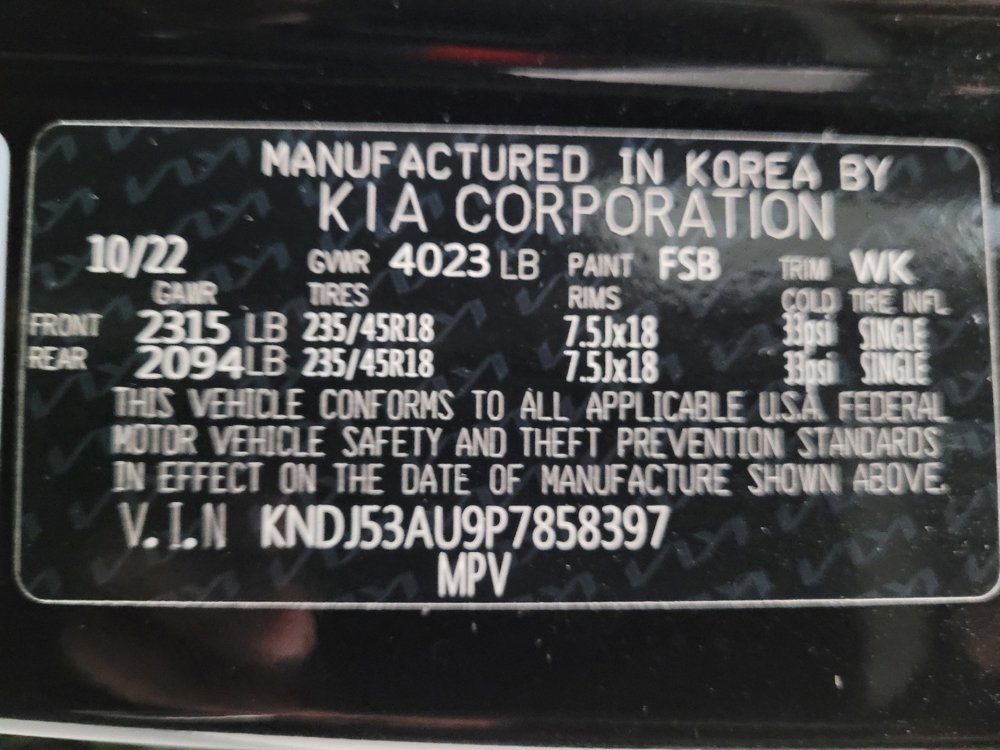 MANUFACTURED IN KOREA BY
KIA CORPORATION
10/22 GVWR 4023 LB PAINT FSB TRIM WK
GAWR TIRES RIMS COLD TIRE INFL
FRONT 2315 LB 235/45R18 7.5Jx18 33psi SINGLE
REAR 2094 LB 235/45R18 7.5Jx18 33psi SINGLE
THIS VEHICLE CONFORMS TO ALL APPLICABLE U.S.A. FEDERAL
MOTOR VEHICLE SAFETY AND THEFT PREVENTION STANDARDS
IN EFFECT ON THE DATE OF MANUFACTURE SHOWN ABOVE.
V.I.N KNDJ53AU9P7858397
MPV